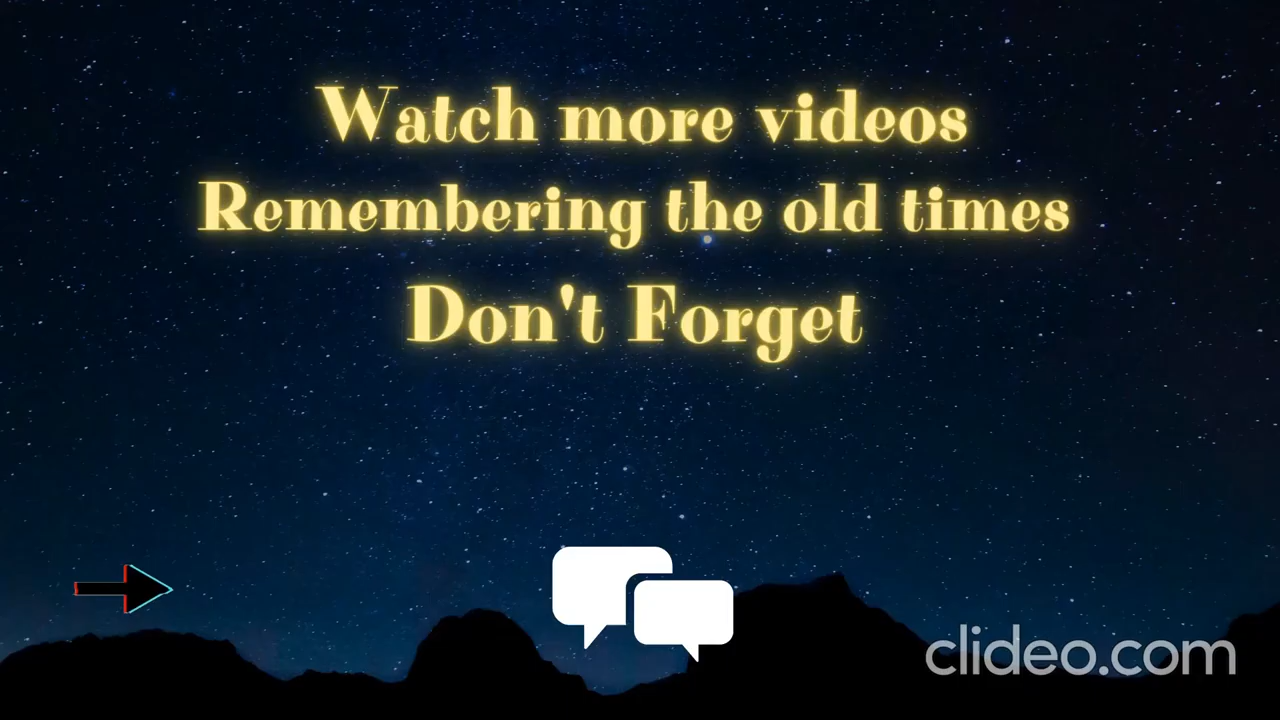 Watch more videos
Remembering the old times
Don't Forget
clideo.com